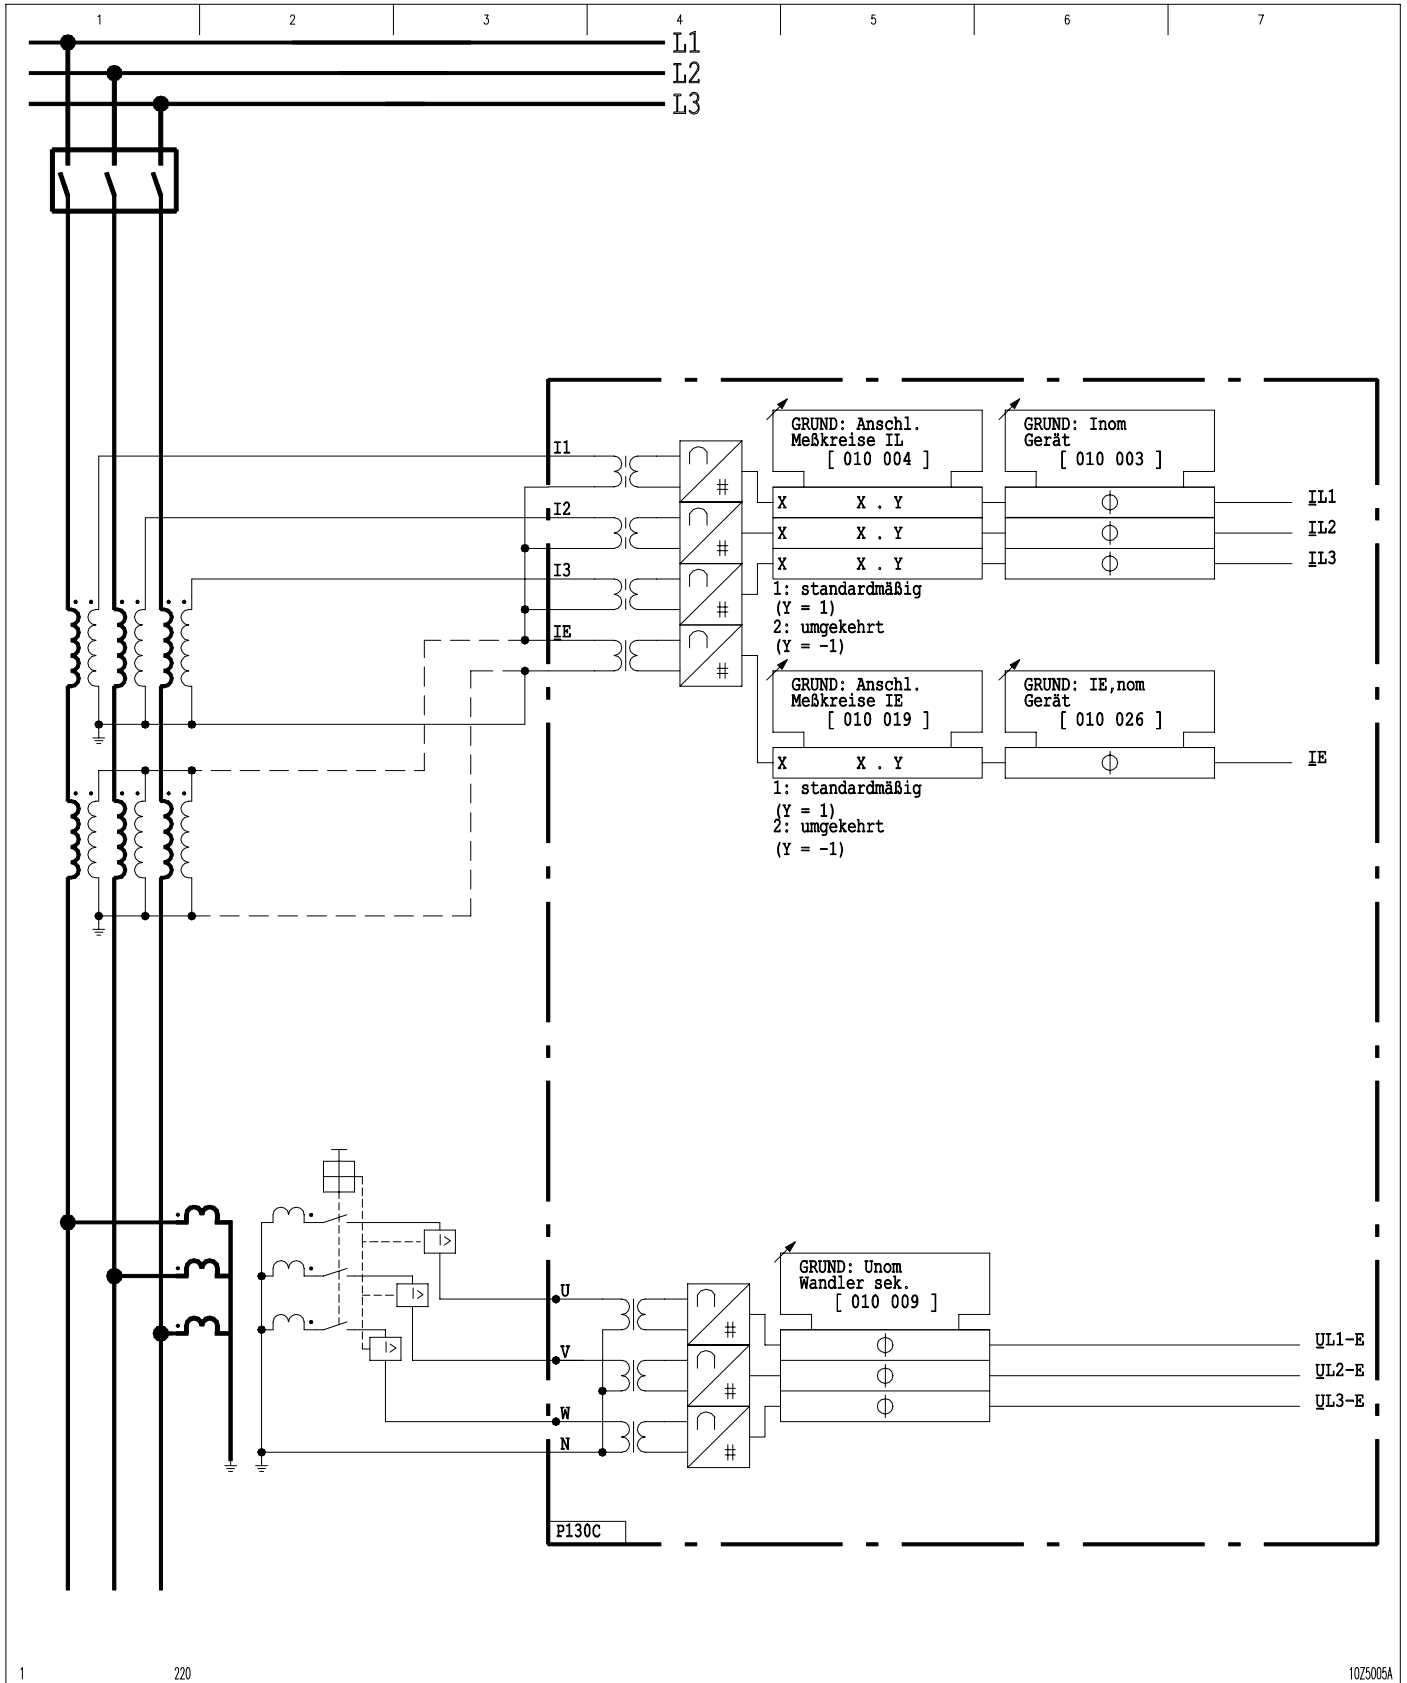 1 2 3 4 5 6 7
L1
L2
L3
GRUND: Anschl.
Meßkreise IL
[ 010 004 ]
GRUND: Inom
Gerät
[ 010 003 ]
I1
#
X X . Y
IL1
I2
#
X X . Y
IL2
I3
#
X X . Y
IL3
1: standardmäßig
(Y = 1)
2: umgekehrt
(Y = -1)
IE
#
GRUND: Anschl.
Meßkreise IE
[ 010 019 ]
GRUND: IE,nom
Gerät
[ 010 026 ]
X X . Y
IE
1: standardmäßig
(Y = 1)
2: umgekehrt
(Y = -1)
I>
I>
I>
GRUND: Unom
Wandler sek.
[ 010 009 ]
U
#
UL1-E
V
#
UL2-E
W
#
UL3-E
N
P130C
1 220 10Z5005A